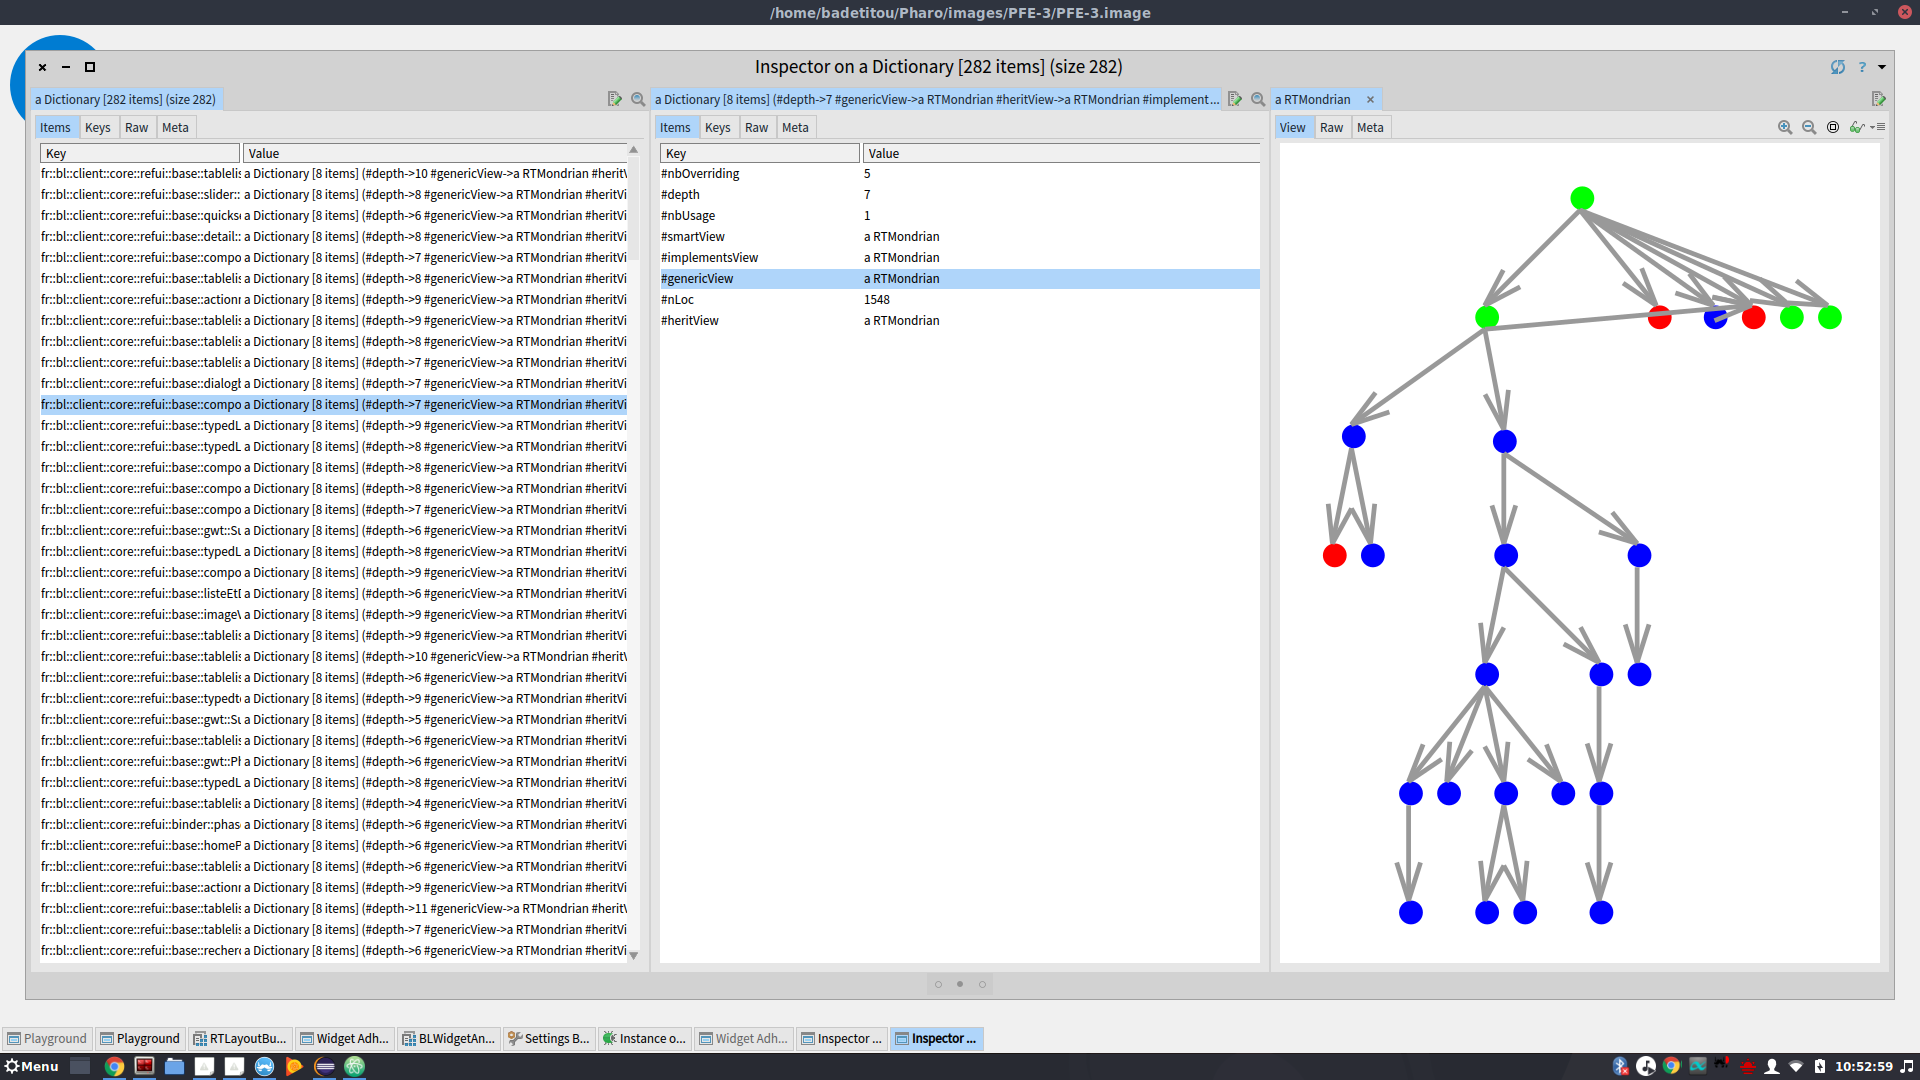 /home/badetitou/Pharo/images/PFE-3/PFE-3.image
Inspector on a Dictionary [282 items] (size 282)
a Dictionary [282 items] (size 282)
Items Keys Raw Meta
Key Value
fr::bl::client::core::refui::base::tablelis a Dictionary [8 items] (#depth->10 #genericView->a RTMondrian #herit
fr::bl::client::core::refui::base::slider:: a Dictionary [8 items] (#depth->8 #genericView->a RTMondrian #heritVi
fr::bl::client::core::refui::base::quicks a Dictionary [8 items] (#depth->6 #genericView->a RTMondrian #heritVi
fr::bl::client::core::refui::base::detail:: a Dictionary [8 items] (#depth->8 #genericView->a RTMondrian #heritVi
fr::bl::client::core::refui::base::compo a Dictionary [8 items] (#depth->7 #genericView->a RTMondrian #heritVi
fr::bl::client::core::refui::base::tablelis a Dictionary [8 items] (#depth->8 #genericView->a RTMondrian #heritVi
fr::bl::client::core::refui::base::actionr a Dictionary [8 items] (#depth->9 #genericView->a RTMondrian #heritVi
fr::bl::client::core::refui::base::tablelis a Dictionary [8 items] (#depth->9 #genericView->a RTMondrian #heritVi
fr::bl::client::core::refui::base::tablelis a Dictionary [8 items] (#depth->8 #genericView->a RTMondrian #heritVi
fr::bl::client::core::refui::base::tablelis a Dictionary [8 items] (#depth->7 #genericView->a RTMondrian #heritVi
fr::bl::client::core::refui::base::dialogl a Dictionary [8 items] (#depth->7 #genericView->a RTMondrian #heritVi
fr::bl::client::core::refui::base::compo a Dictionary [8 items] (#depth->7 #genericView->a RTMondrian #heritVi
fr::bl::client::core::refui::base::typedL a Dictionary [8 items] (#depth->9 #genericView->a RTMondrian #heritVi
fr::bl::client::core::refui::base::typedL a Dictionary [8 items] (#depth->8 #genericView->a RTMondrian #heritVi
fr::bl::client::core::refui::base::compo a Dictionary [8 items] (#depth->8 #genericView->a RTMondrian #heritVi
fr::bl::client::core::refui::base::compo a Dictionary [8 items] (#depth->8 #genericView->a RTMondrian #heritVi
fr::bl::client::core::refui::base::compo a Dictionary [8 items] (#depth->7 #genericView->a RTMondrian #heritVi
fr::bl::client::core::refui::base::gwt::Su a Dictionary [8 items] (#depth->6 #genericView->a RTMondrian #heritVi
fr::bl::client::core::refui::base::typedL a Dictionary [8 items] (#depth->8 #genericView->a RTMondrian #heritVi
fr::bl::client::core::refui::base::compo a Dictionary [8 items] (#depth->9 #genericView->a RTMondrian #heritVi
fr::bl::client::core::refui::base::listeEtI a Dictionary [8 items] (#depth->6 #genericView->a RTMondrian #heritVi
fr::bl::client::core::refui::base::imageV a Dictionary [8 items] (#depth->9 #genericView->a RTMondrian #heritVi
fr::bl::client::core::refui::base::tablelis a Dictionary [8 items] (#depth->9 #genericView->a RTMondrian #heritVi
fr::bl::client::core::refui::base::tablelis a Dictionary [8 items] (#depth->10 #genericView->a RTMondrian #herit
fr::bl::client::core::refui::base::tablelis a Dictionary [8 items] (#depth->6 #genericView->a RTMondrian #heritVi
fr::bl::client::core::refui::base::typedt a Dictionary [8 items] (#depth->9 #genericView->a RTMondrian #heritVi
fr::bl::client::core::refui::base::gwt::Su a Dictionary [8 items] (#depth->5 #genericView->a RTMondrian #heritVi
fr::bl::client::core::refui::base::tablelis a Dictionary [8 items] (#depth->6 #genericView->a RTMondrian #heritVi
fr::bl::client::core::refui::base::gwt::Pl a Dictionary [8 items] (#depth->6 #genericView->a RTMondrian #heritVi
fr::bl::client::core::refui::base::typedL a Dictionary [8 items] (#depth->8 #genericView->a RTMondrian #heritVi
fr::bl::client::core::refui::base::tablelis a Dictionary [8 items] (#depth->4 #genericView->a RTMondrian #heritVi
fr::bl::client::core::refui::binder::phas a Dictionary [8 items] (#depth->6 #genericView->a RTMondrian #heritVi
fr::bl::client::core::refui::base::homeF a Dictionary [8 items] (#depth->6 #genericView->a RTMondrian #heritVi
fr::bl::client::core::refui::base::tablelis a Dictionary [8 items] (#depth->6 #genericView->a RTMondrian #heritVi
fr::bl::client::core::refui::base::actionr a Dictionary [8 items] (#depth->9 #genericView->a RTMondrian #heritVi
fr::bl::client::core::refui::base::tablelis a Dictionary [8 items] (#depth->11 #genericView->a RTMondrian #herit
fr::bl::client::core::refui::base::tablelis a Dictionary [8 items] (#depth->7 #genericView->a RTMondrian #heritVi
fr::bl::client::core::refui::base::recher a Dictionary [8 items] (#depth->6 #genericView->a RTMondrian #heritVi
a Dictionary [8 items] (#depth->7 #genericView->a RTMondrian #heritView->a RTMondrian #implement...
Items Keys Raw Meta
Key Value
#nbOverriding 5
#depth 7
#nbUsage 1
#smartView a RTMondrian
#implementsView a RTMondrian
#genericView a RTMondrian
#nLoc 1548
#heritView a RTMondrian
a RTMondrian
View Raw Meta
Playground Playground RTLayoutBu... Widget Adh... BLWidgetAn... Settings B... Instance o... Widget Adh... Inspector ... Inspector ...
Menu 10:52:59